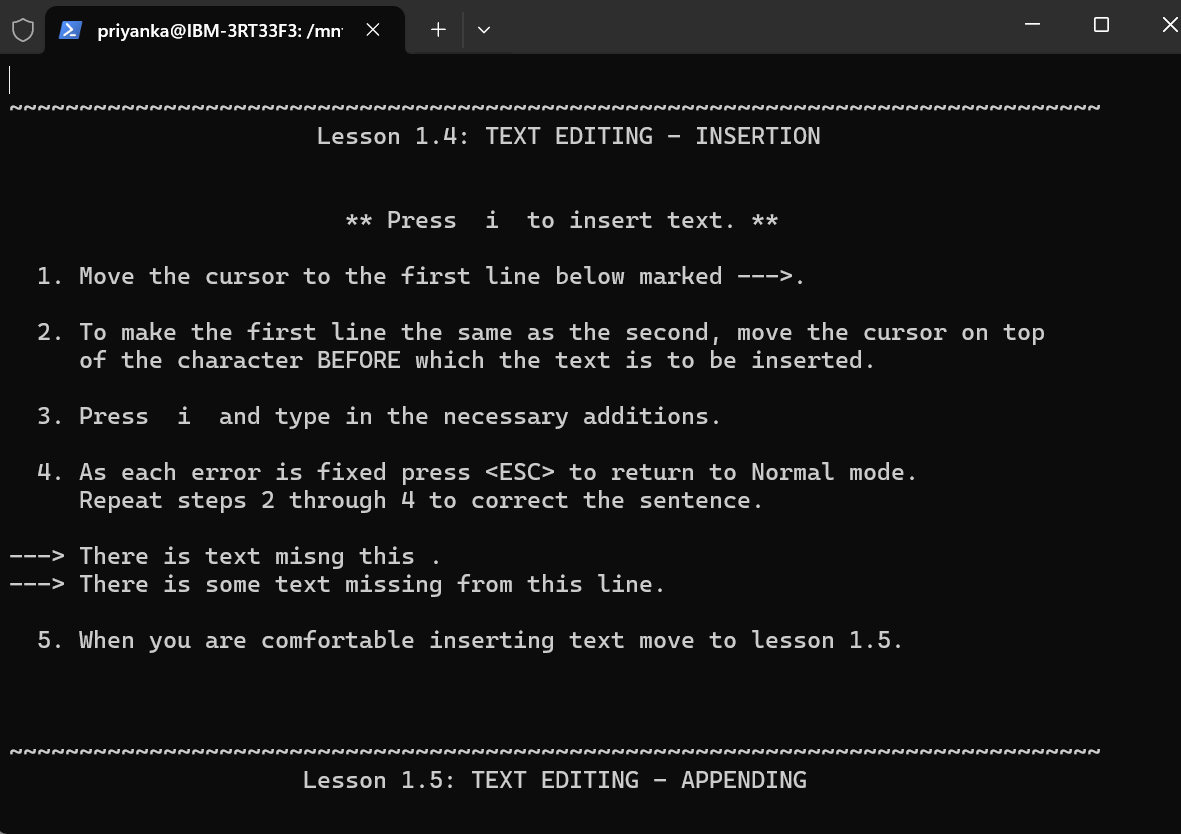 priyanka@IBM-3RT33F3: /mn
~~~~~~~~~~~~~~~~~~~~~~~~~~~~~~~~~~~~~~~~~~~~~~~~~~~~~~~~~~~~~~~~~~~~~~~~~~~~~~
Lesson 1.4: TEXT EDITING - INSERTION
** Press  i  to insert text. **
1. Move the cursor to the first line below marked --->.
2. To make the first line the same as the second, move the cursor on top
of the character BEFORE which the text is to be inserted.
3. Press  i  and type in the necessary additions.
4. As each error is fixed press <ESC> to return to Normal mode.
Repeat steps 2 through 4 to correct the sentence.
---> There is text misng this .
---> There is some text missing from this line.
5. When you are comfortable inserting text move to lesson 1.5.
~~~~~~~~~~~~~~~~~~~~~~~~~~~~~~~~~~~~~~~~~~~~~~~~~~~~~~~~~~~~~~~~~~~~~~~~~~~~~~
Lesson 1.5: TEXT EDITING - APPENDING